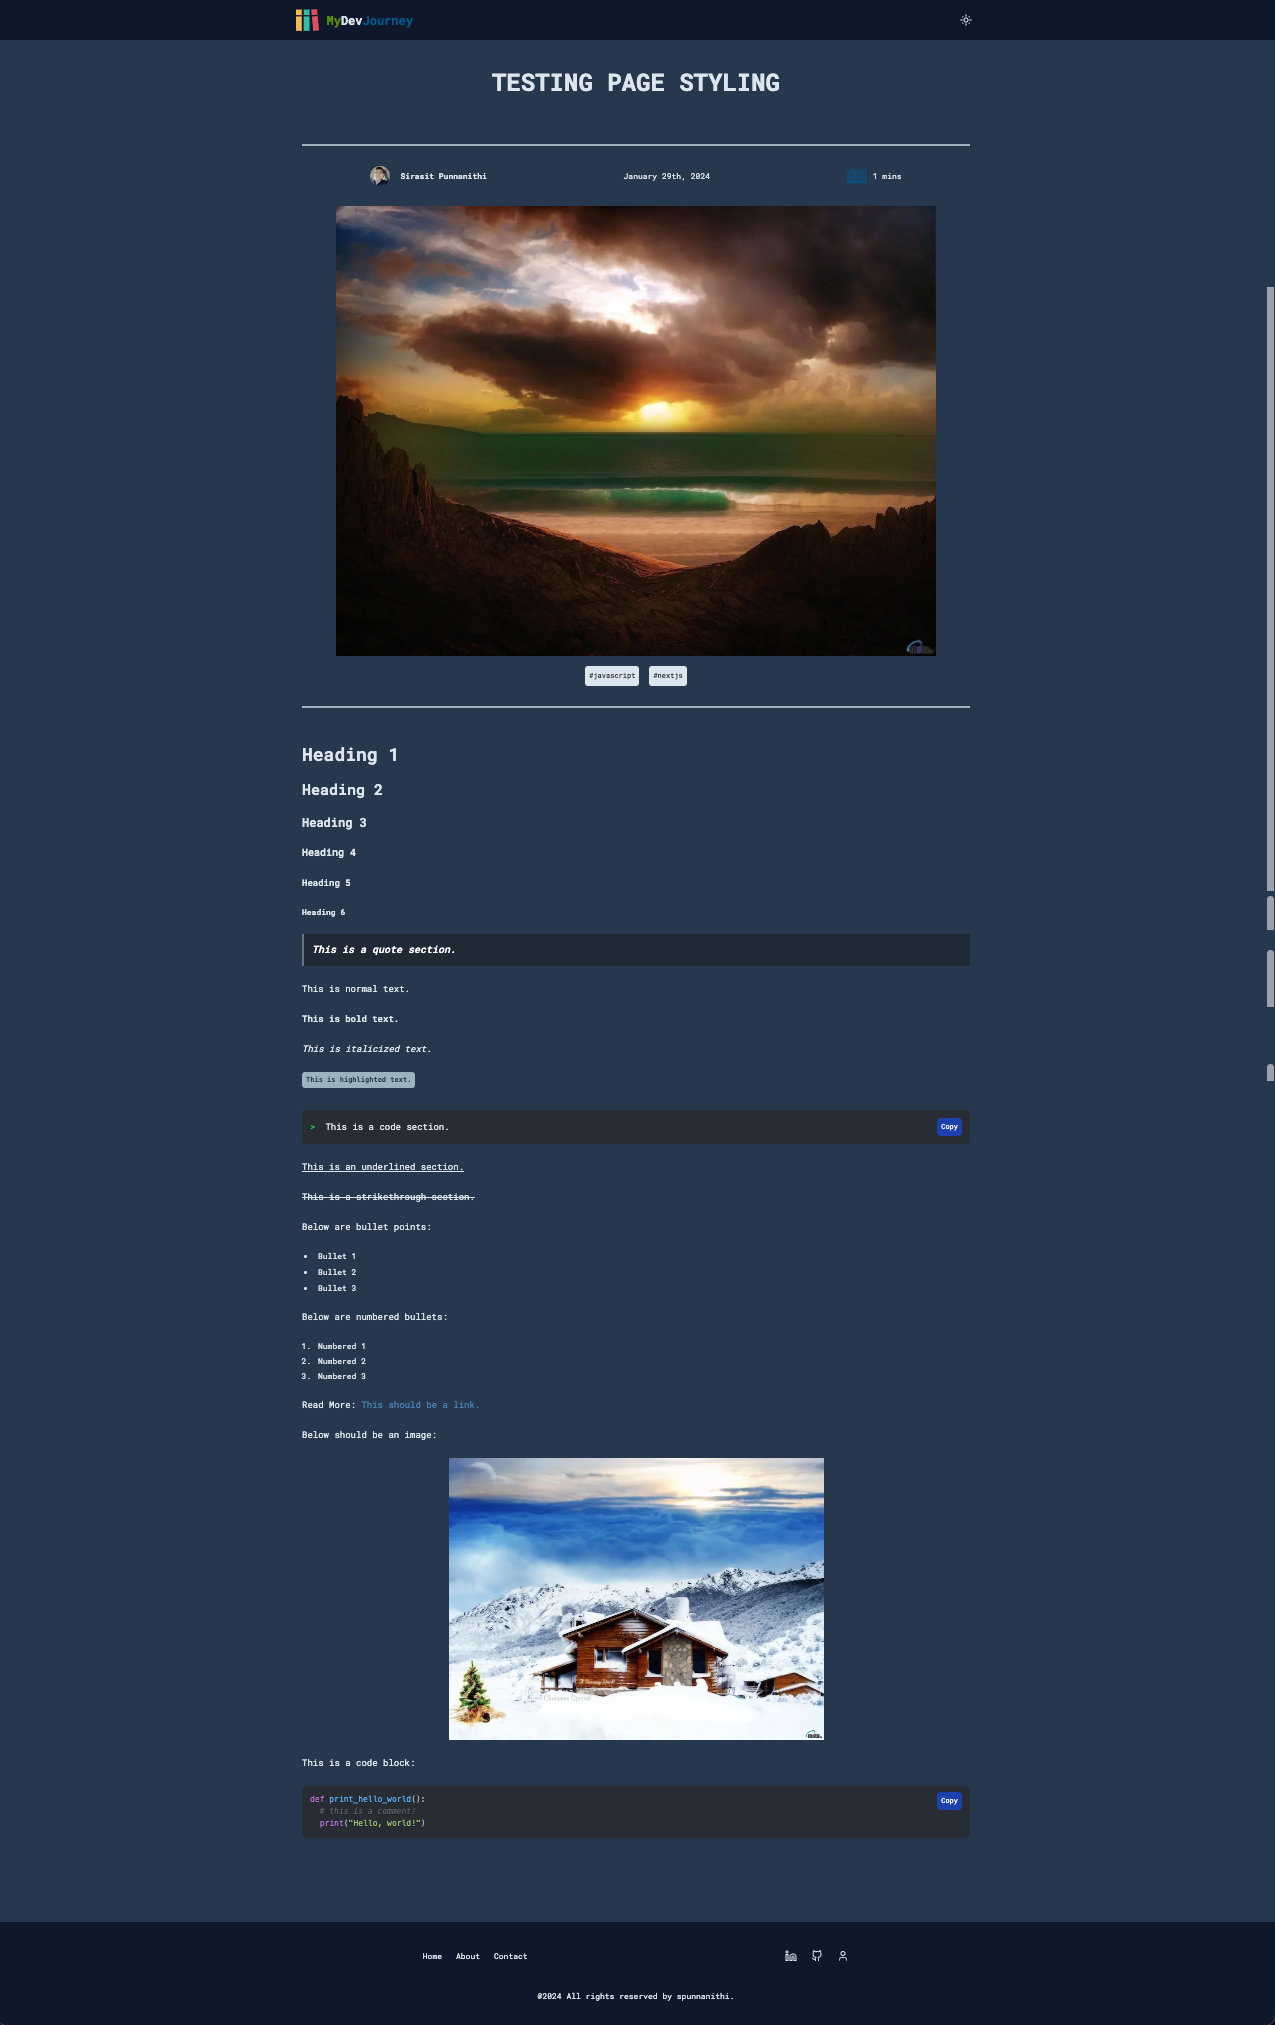 MyDevJourney
TESTING PAGE STYLING
Sirasit Punnanithi
January 29th, 2024
1 mins
#javascript
#nextjs
Heading 1
Heading 2
Heading 3
Heading 4
Heading 5
Heading 6
This is a quote section.
This is normal text.
This is bold text.
This is italicized text.
This is highlighted text.
> This is a code section.
Copy
This is an underlined section.
This is a strikethrough section.
Below are bullet points:
• Bullet 1
• Bullet 2
• Bullet 3
Below are numbered bullets:
1. Numbered 1
2. Numbered 2
3. Numbered 3
Read More: This should be a link.
Below should be an image:
This is a code block:
def print_hello_world():
# this is a comment!
print("Hello, world!")
Copy
Home About Contact
©2024 All rights reserved by spunnanithi.